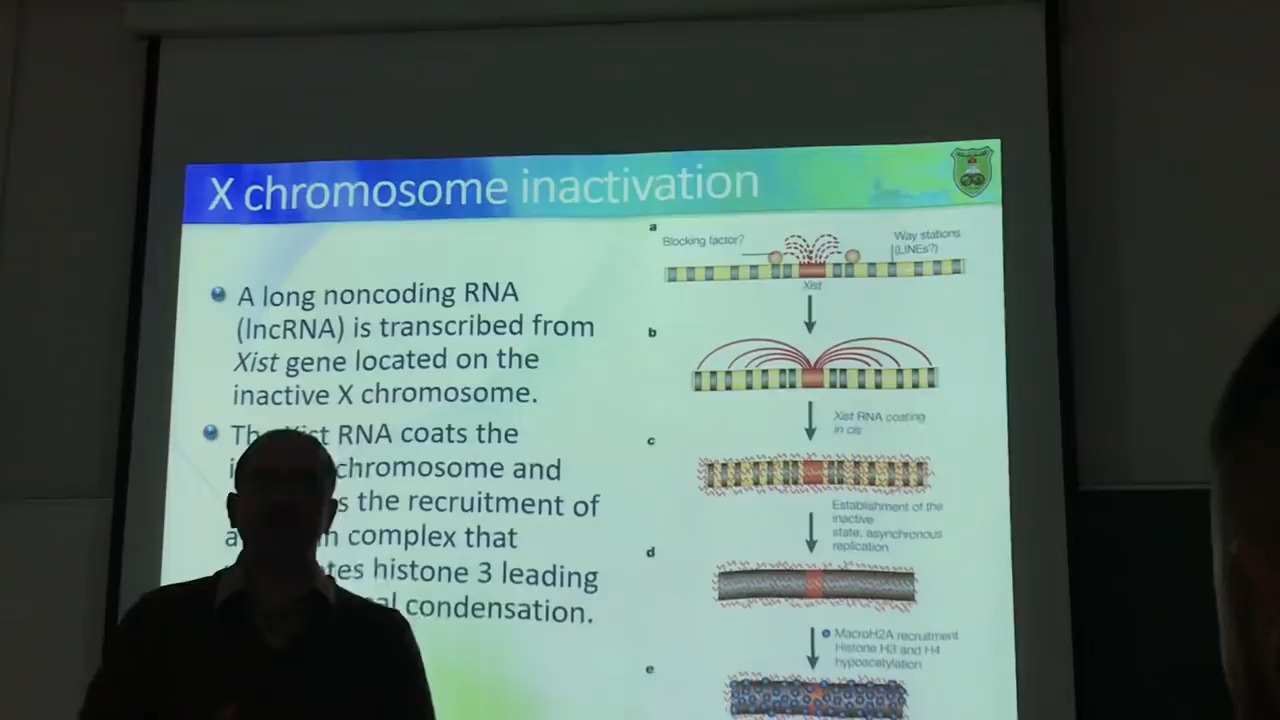 X chromosome inactivation
A long noncoding RNA
(lncRNA) is transcribed from
Xist gene located on the
inactive X chromosome.
RNA coats the
chromosome and
the recruitment of
complex that
histone 3 leading
condensation.
a
Blocking factor?
Way stations
(LINEs?)
Xist
b
Xist RNA coating
in cis
c
Establishment of the
inactive
state, asynchronous
replication
d
MacroH2A recruitment
Histone H3 and H4
hypoacetylation
e